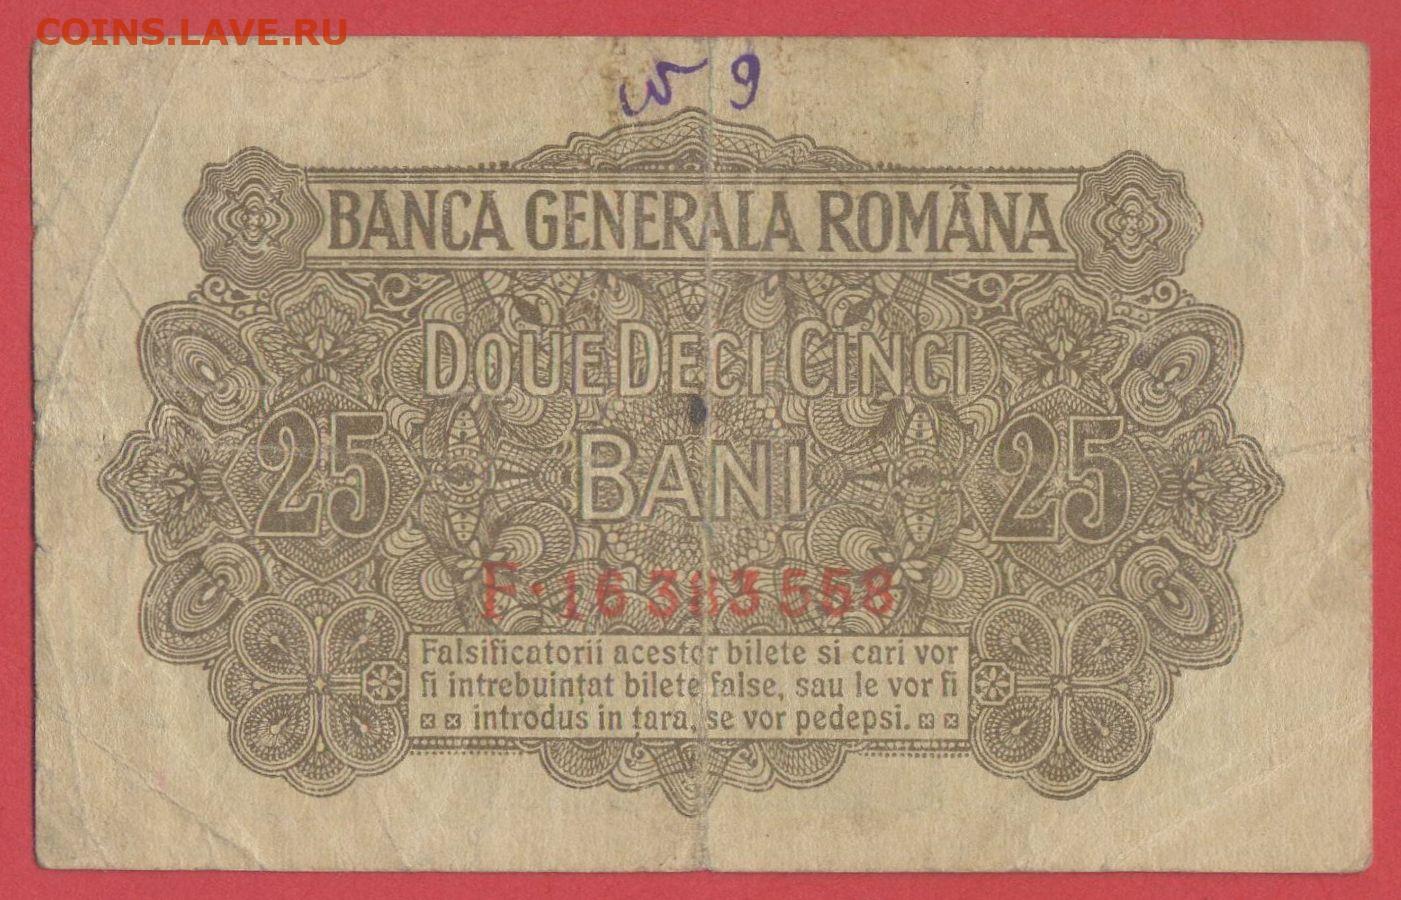 COINS.LAVE.RU
9
BANCA GENERALA ROMÂNA
DOUE DECI CINCI
25 BANI 25
F·16383558
Falsificatorii acestor bilete si cari vor
fi intrebuințat bilete false, sau le vor fi
introdus in țara, se vor pedepsi.